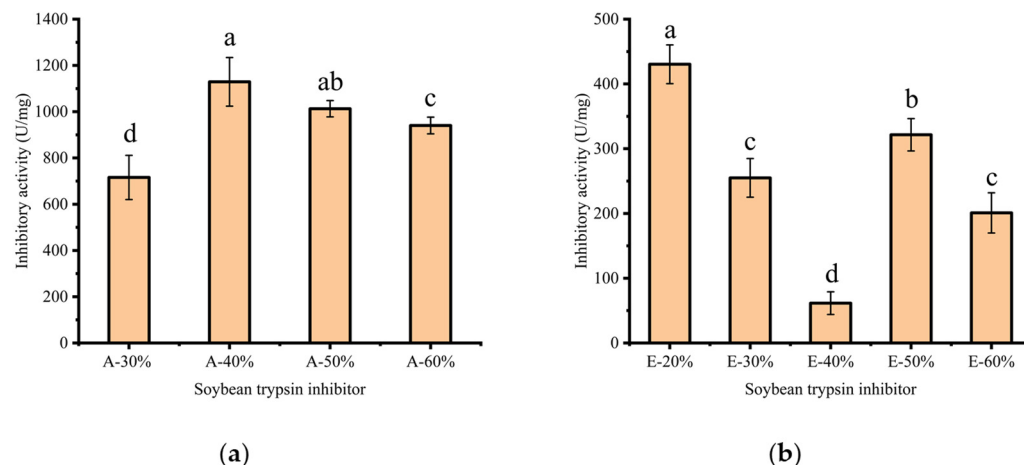 1400
1200
1000
800
600
400
200
0
Inhibitory activity (U/mg)
d
a
ab
c
A-30% A-40% A-50% A-60%
Soybean trypsin inhibitor
(a)
500
400
300
200
100
0
Inhibitory activity (U/mg)
a
c
d
b
c
E-20% E-30% E-40% E-50% E-60%
Soybean trypsin inhibitor
(b)